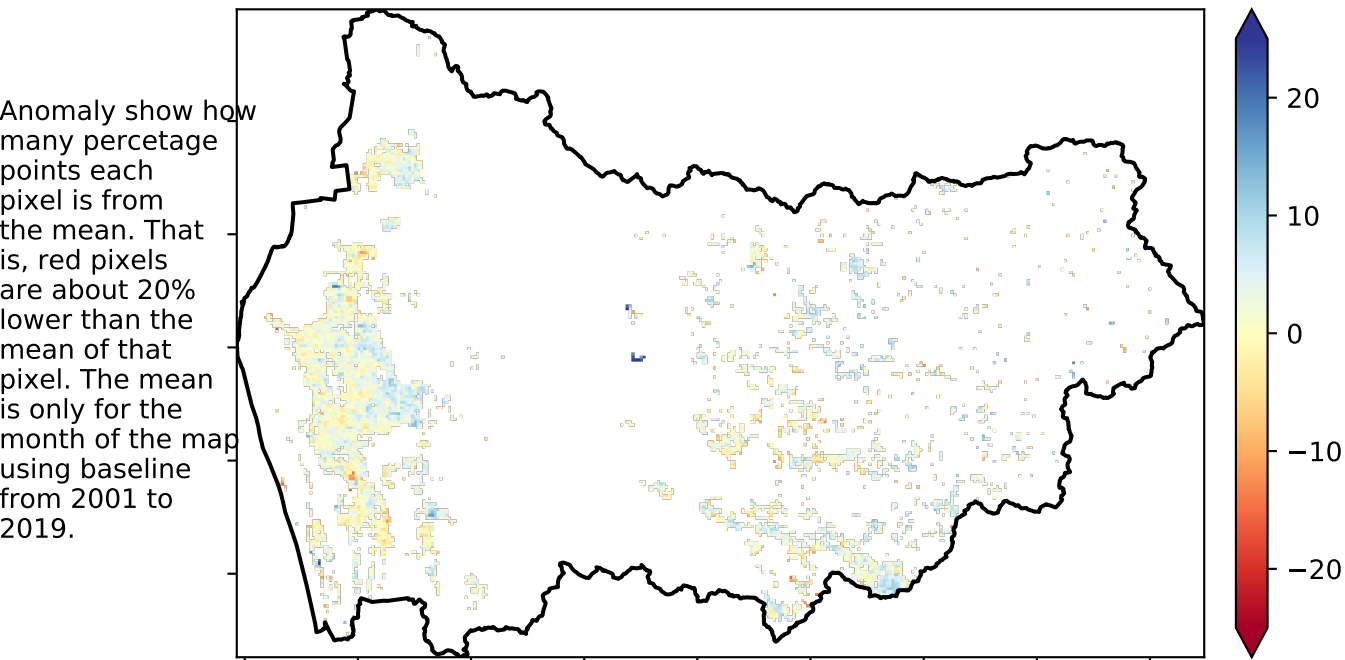 Anomaly show how
many percetage
points each
pixel is from
the mean. That
is, red pixels
are about 20%
lower than the
mean of that
pixel. The mean
is only for the
month of the map
using baseline
from 2001 to
2019.
20
10
0
−10
−20